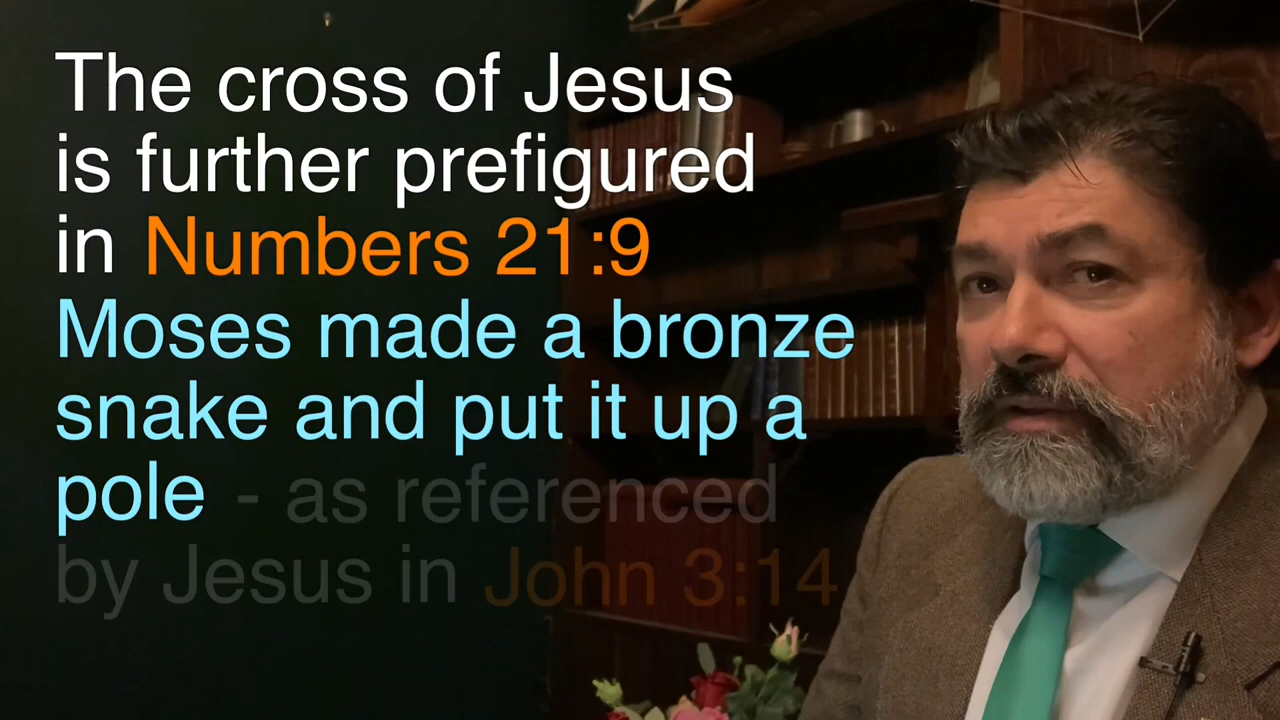 The cross of Jesus
is further prefigured
in Numbers 21:9
Moses made a bronze
snake and put it up a
pole - as referenced
by Jesus in John 3:14